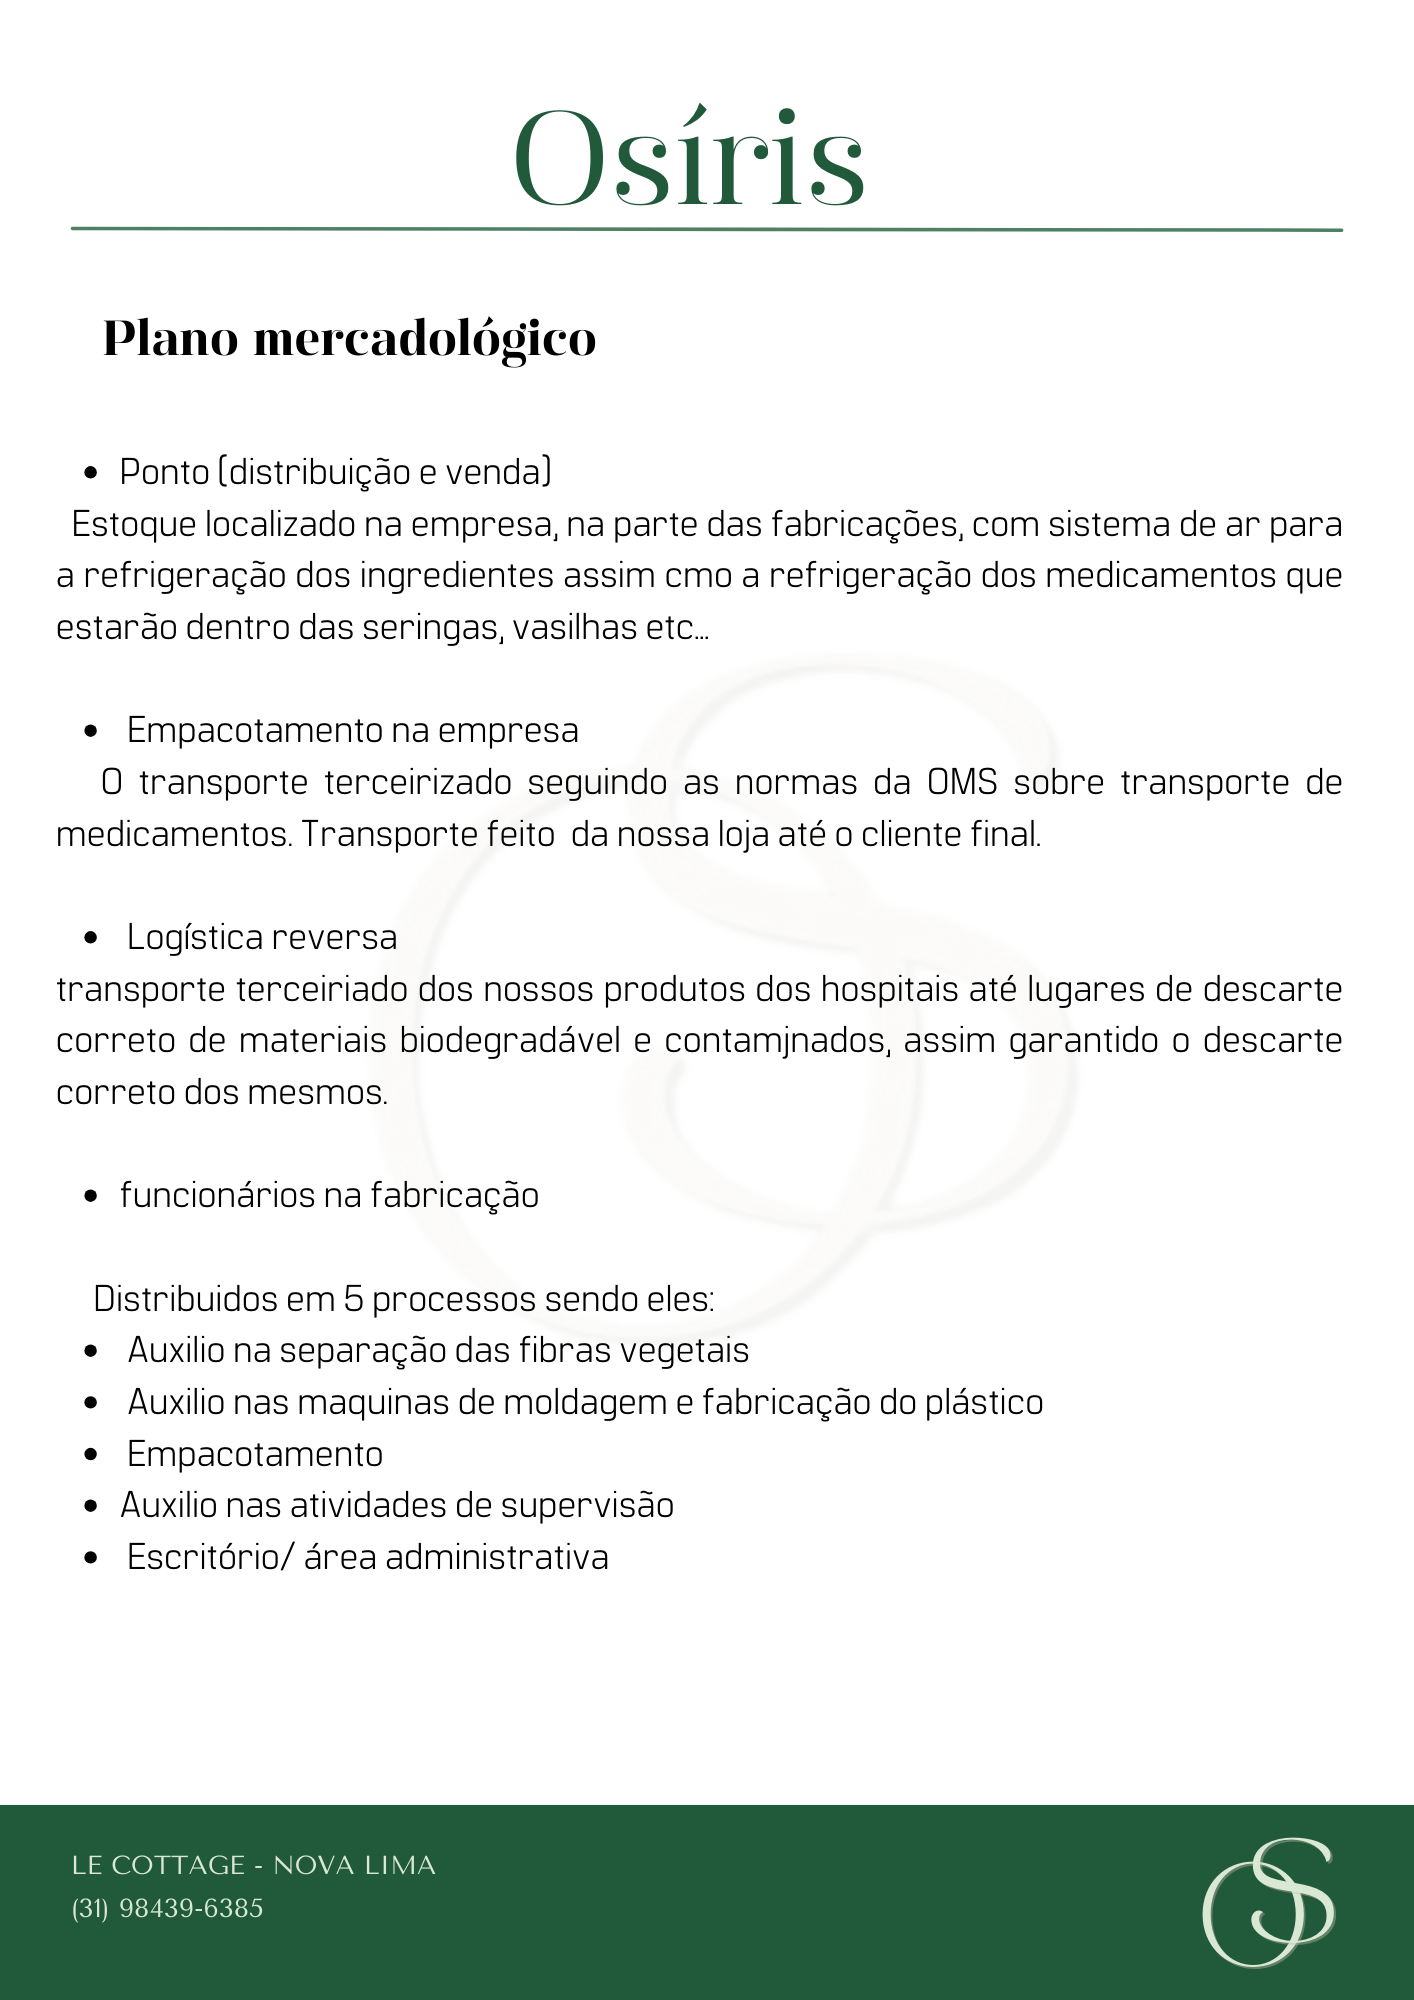 Osíris
Plano mercadológico
• Ponto (distribuição e venda)
Estoque localizado na empresa, na parte das fabricações, com sistema de ar para
a refrigeração dos ingredientes assim cmo a refrigeração dos medicamentos que
estarão dentro das seringas, vasilhas etc...
• Empacotamento na empresa
O transporte terceirizado seguindo as normas da OMS sobre transporte de
medicamentos. Transporte feito da nossa loja até o cliente final.
• Logística reversa
transporte terceiriado dos nossos produtos dos hospitais até lugares de descarte
correto de materiais biodegradável e contamjnados, assim garantido o descarte
correto dos mesmos.
• funcionários na fabricação
Distribuidos em 5 processos sendo eles:
• Auxilio na separação das fibras vegetais
• Auxilio nas maquinas de moldagem e fabricação do plástico
• Empacotamento
• Auxilio nas atividades de supervisão
• Escritório/ área administrativa
LE COTTAGE - NOVA LIMA
(31) 98439-6385
OS